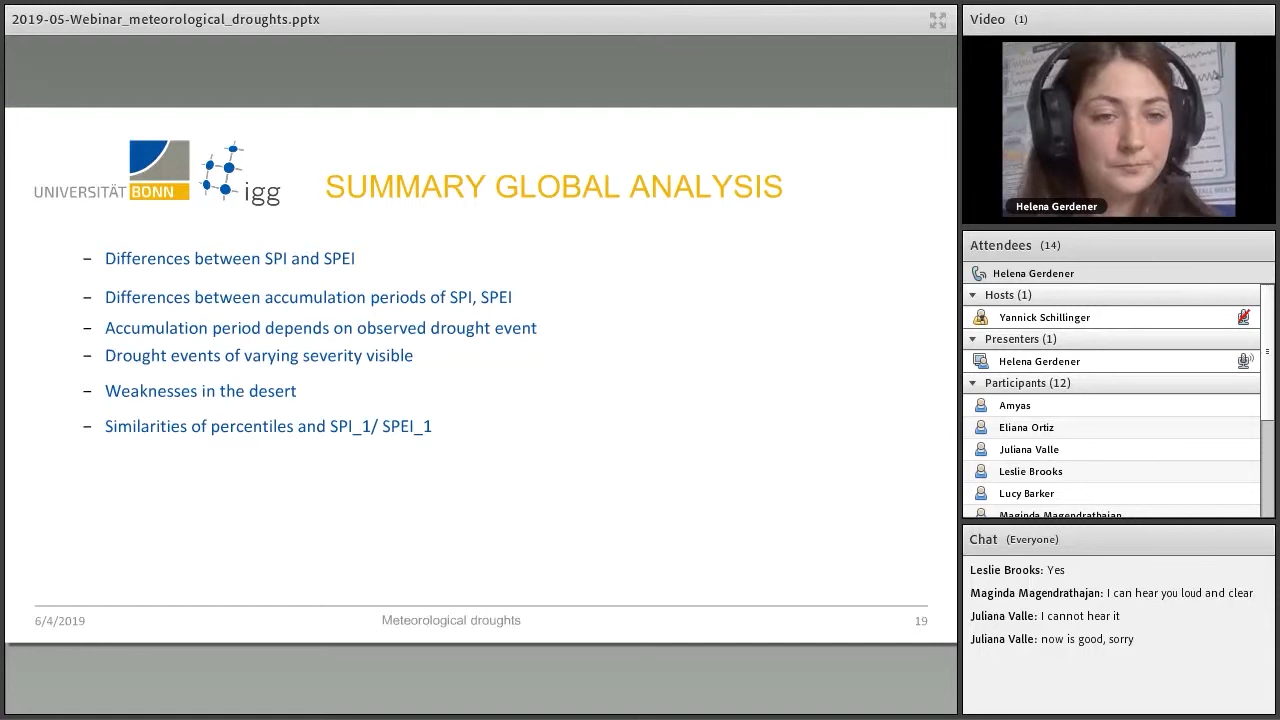 2019-05-Webinar_meteorological_droughts.pptx
UNIVERSITÄT BONN
igg
SUMMARY GLOBAL ANALYSIS
– Differences between SPI and SPEI
– Differences between accumulation periods of SPI, SPEI
– Accumulation period depends on observed drought event
– Drought events of varying severity visible
– Weaknesses in the desert
– Similarities of percentiles and SPI_1/ SPEI_1
6/4/2019
Meteorological droughts
19
Video (1)
Helena Gerdener
Attendees (14)
Helena Gerdener
Hosts (1)
Yannick Schillinger
Presenters (1)
Helena Gerdener
Participants (12)
Amyas
Eliana Ortiz
Juliana Valle
Leslie Brooks
Lucy Barker
Maginda Magendrathajan
Chat (Everyone)
Leslie Brooks: Yes
Maginda Magendrathajan: I can hear you loud and clear
Juliana Valle: I cannot hear it
Juliana Valle: now is good, sorry